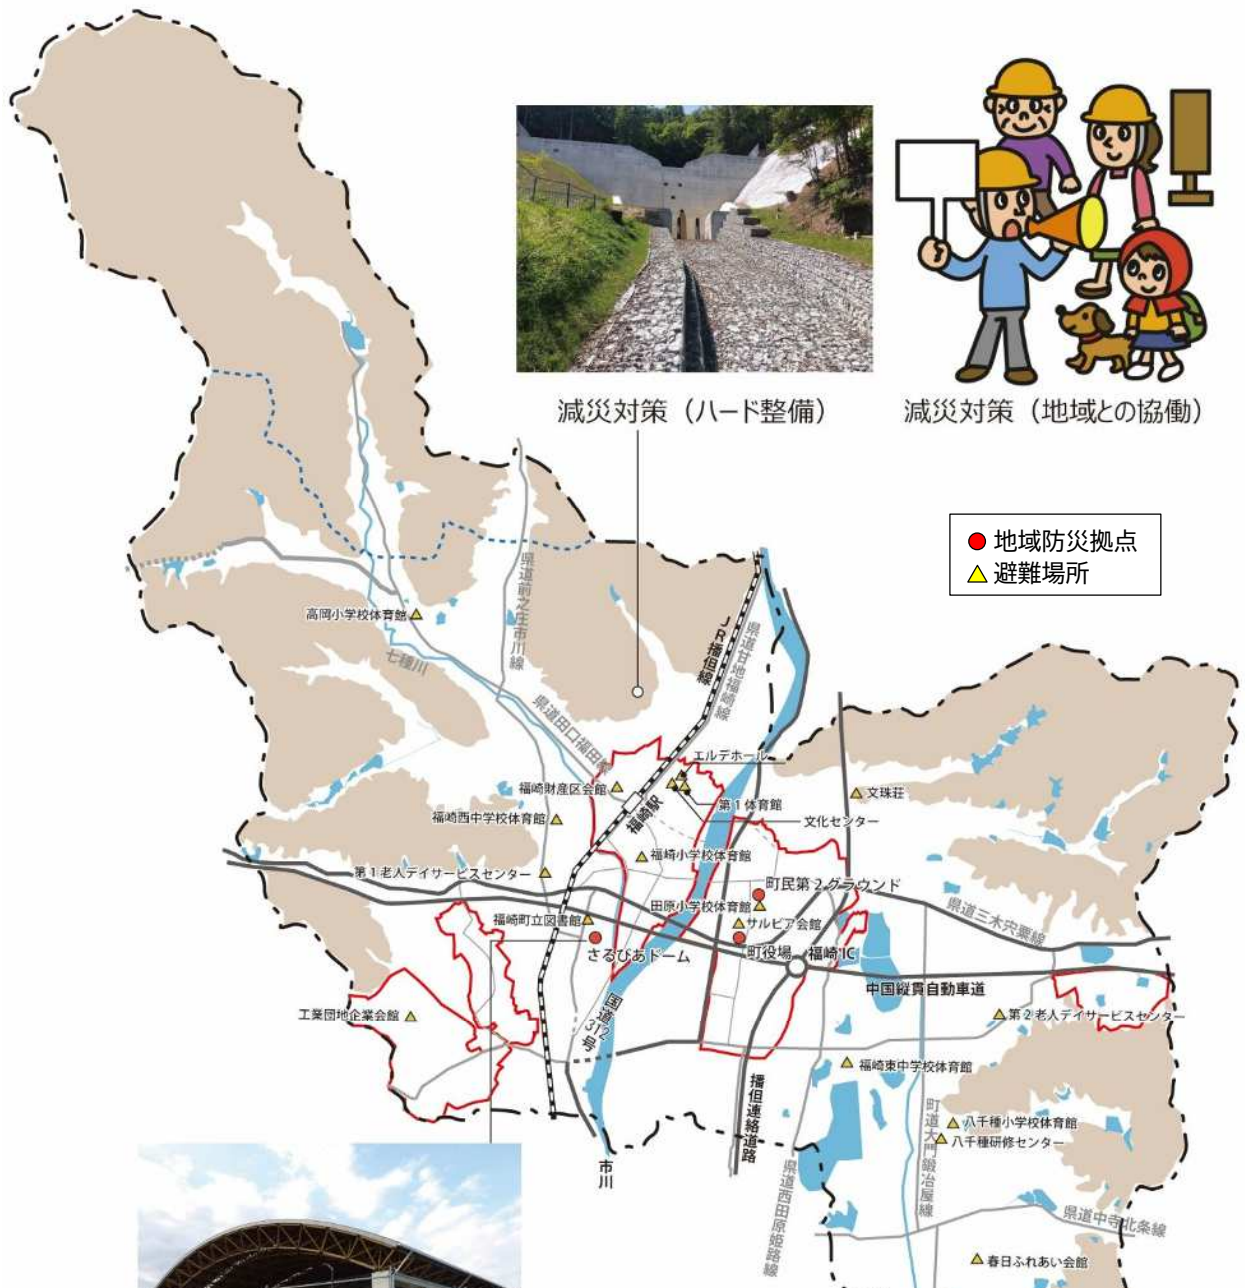 減災対策（ハード整備）
減災対策（地域との協働）
地域防災拠点
避難場所
県道前之庄市川線
高岡小学校体育館
七種川
JR播但線
県道甘地福崎線
県道田口福田線
エルデホール
福崎財産区会館
福崎駅
第1体育館
文珠荘
文化センター
福崎西中学校体育館
福崎小学校体育館
第1老人デイサービスセンター
町民第2グラウンド
田原小学校体育館
福崎町立図書館
サルビア会館
県道三木宍粟線
さるびあドーム
町役場
福崎IC
中国縦貫自動車道
国道312号
工業団地企業会館
第2老人デイサービスセンター
福崎東中学校体育館
播但連絡道路
町道大門鍛冶屋線
八千種小学校体育館
八千種研修センター
市川
県道西田原姫路線
県道中寺北条線
春日ふれあい会館